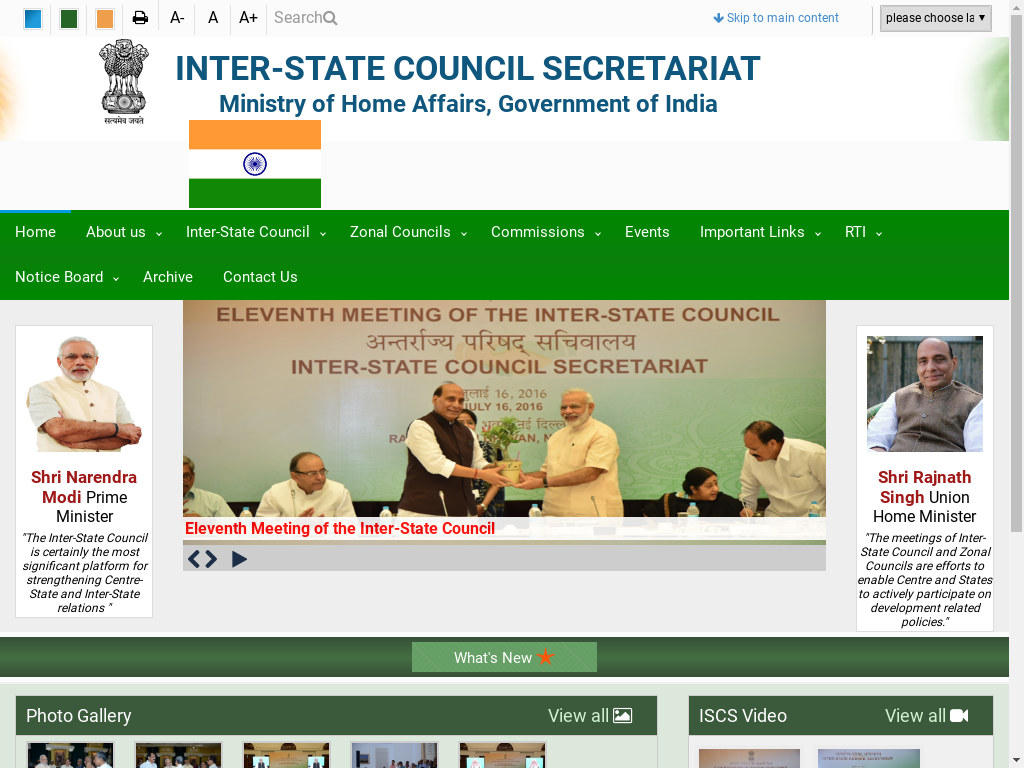 A-
A
A+
Search
Skip to main content
please choose la
सत्यमेव जयते
INTER-STATE COUNCIL SECRETARIAT
Ministry of Home Affairs, Government of India
Home
About us
Inter-State Council
Zonal Councils
Commissions
Events
Important Links
RTI
Notice Board
Archive
Contact Us
Shri Narendra
Modi Prime
Minister
"The Inter-State Council
is certainly the most
significant platform for
strengthening Centre-
State and Inter-State
relations "
ELEVENTH MEETING OF THE INTER-STATE COUNCIL
अन्तर्राज्य परिषद् सचिवालय
INTER-STATE COUNCIL SECRETARIAT
जुलाई 16, 2016
JULY 16, 2016
Eleventh Meeting of the Inter-State Council
Shri Rajnath
Singh Union
Home Minister
"The meetings of Inter-
State Council and Zonal
Councils are efforts to
enable Centre and States
to actively participate on
development related
policies."
What's New
Photo Gallery
View all
ISCS Video
View all